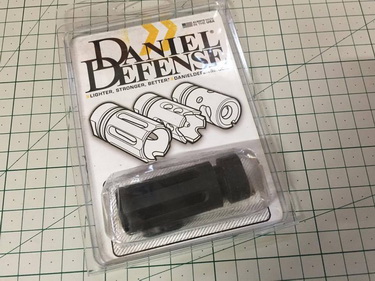 DANIEL
DEFENSE
LIGHTER, STRONGER, BETTER!